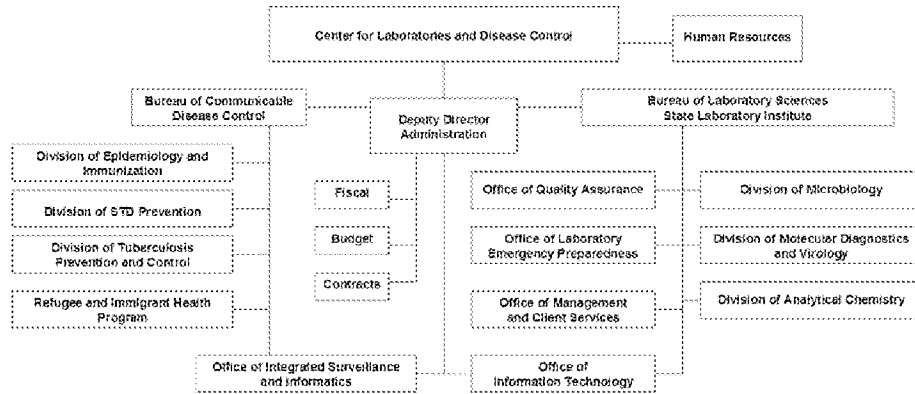 Center for Laboratories and Disease Control
Human Resources
Bureau of Communicable
Disease Control
Deputy Director
Administration
Bureau of Laboratory Sciences
State Laboratory Institute
Division of Epidemiology and
Immunization
Division of STD Prevention
Division of Tuberculosis
Prevention and Control
Refugee and Immigrant Health
Program
Fiscal
Budget
Contracts
Office of Quality Assurance
Division of Microbiology
Office of Laboratory
Emergency Preparedness
Division of Molecular Diagnostics
and Virology
Office of Management
and Client Services
Division of Analytical Chemistry
Office of Integrated Surveillance
and Informatics
Office of
Information Technology